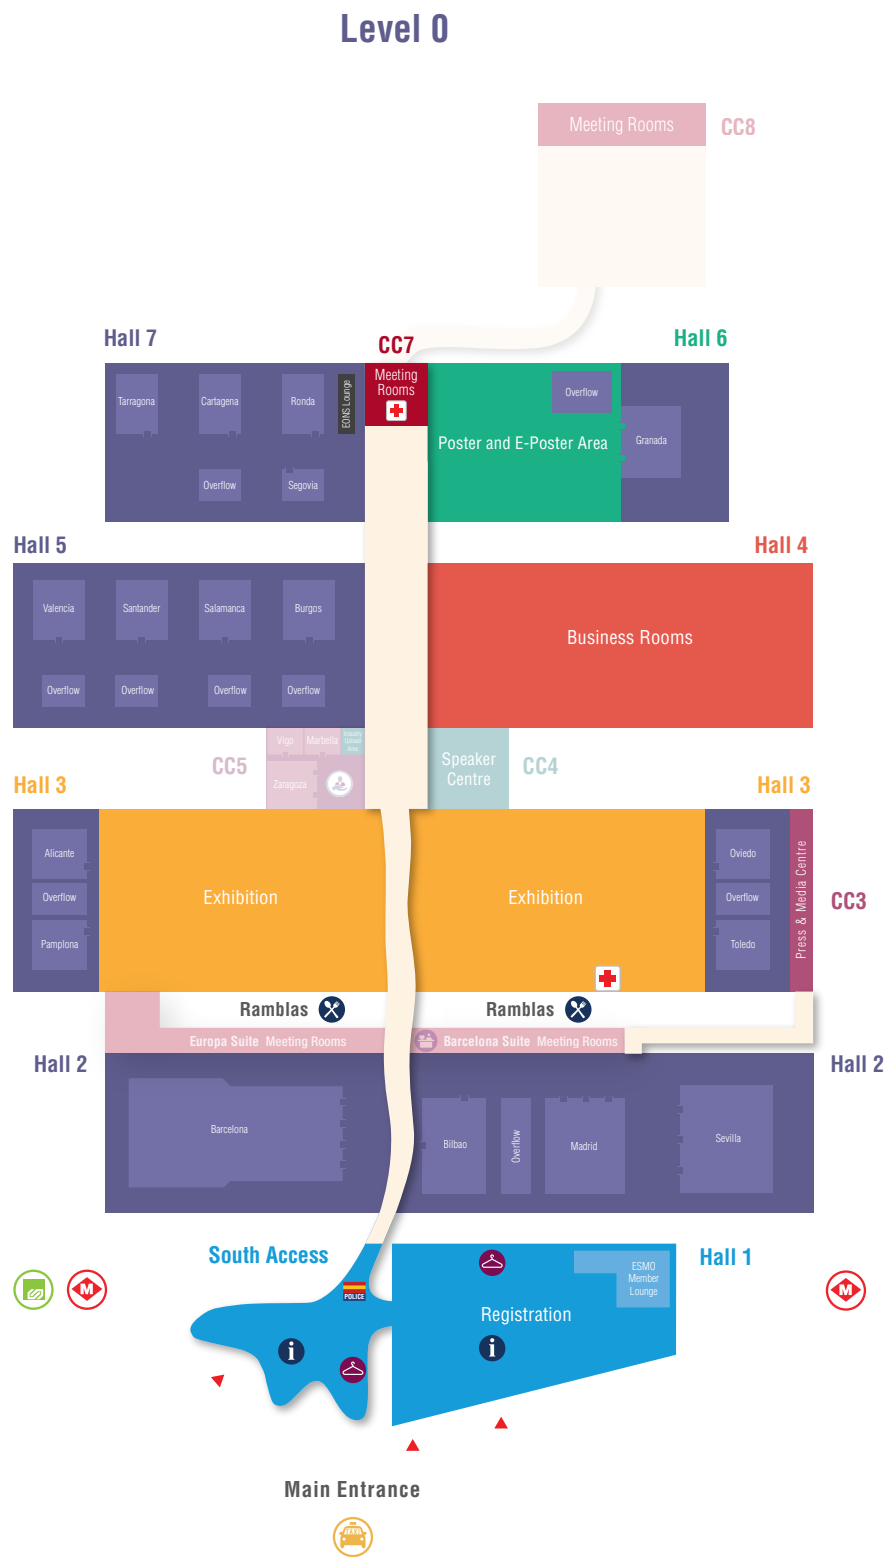 Level 0
Meeting Rooms
CC8
Hall 7
CC7
Hall 6
Meeting
Rooms
Tarragona
Cartagena
Ronda
EONS Lounge
Overflow
Poster and E-Poster Area
Granada
Overflow
Segovia
Hall 5
Hall 4
Valencia
Santander
Salamanca
Burgos
Business Rooms
Overflow
Overflow
Overflow
Overflow
Vigo
Marbella
Industry
Upload
Area
Speaker
Centre
CC5
CC4
Zaragoza
Hall 3
Hall 3
Alicante
Overflow
Pamplona
Exhibition
Exhibition
Oviedo
Overflow
Toledo
Press & Media Centre
CC3
Ramblas
Ramblas
Europa Suite Meeting Rooms
Barcelona Suite Meeting Rooms
Hall 2
Hall 2
Barcelona
Bilbao
Overflow
Madrid
Sevilla
South Access
Hall 1
M
POLICE
ESMO
Member
Lounge
M
Registration
i
i
Main Entrance
TAXI